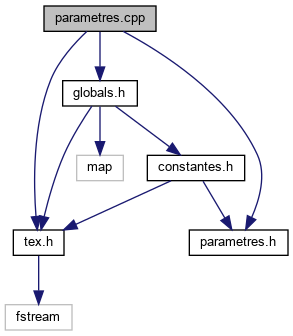 parametres.cpp
globals.h
map
constantes.h
tex.h
parametres.h
fstream